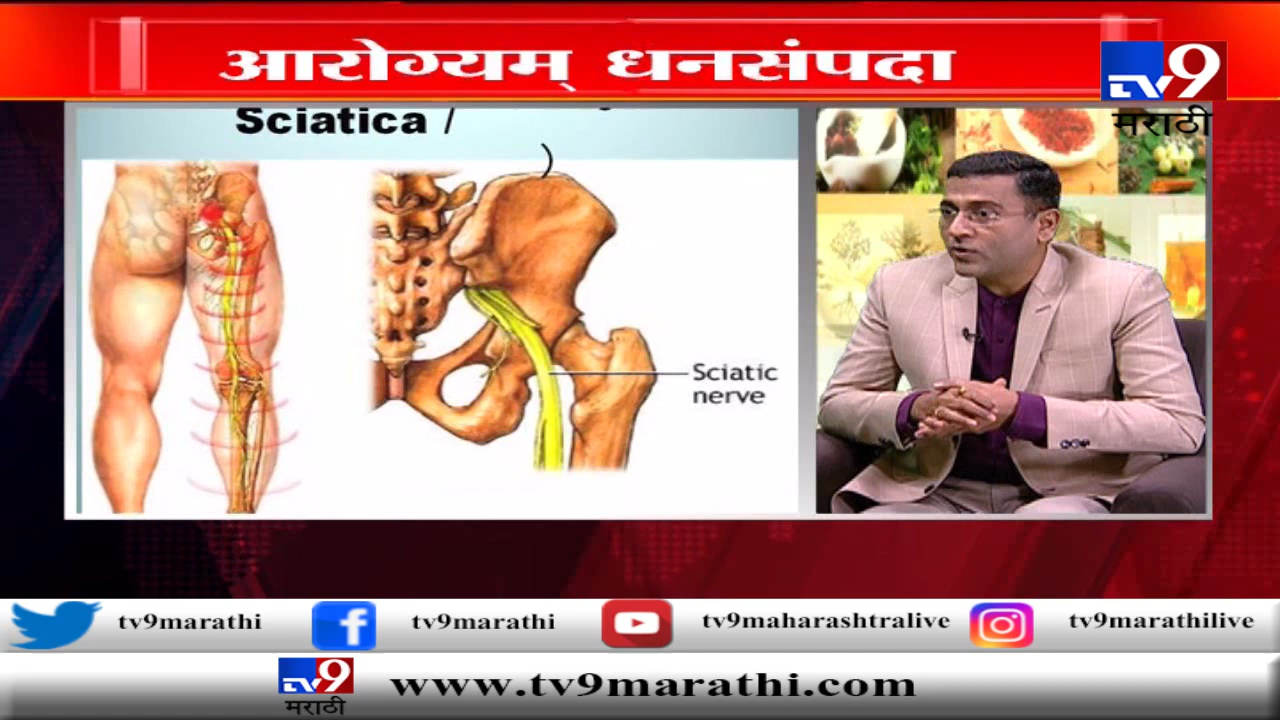 आरोग्यम् धनसंपदा
TV9
मराठी
Sciatica /
Sciatic
nerve
tv9marathi
tv9marathi
tv9maharashtralive
tv9marathilive
TV9
मराठी
www.tv9marathi.com